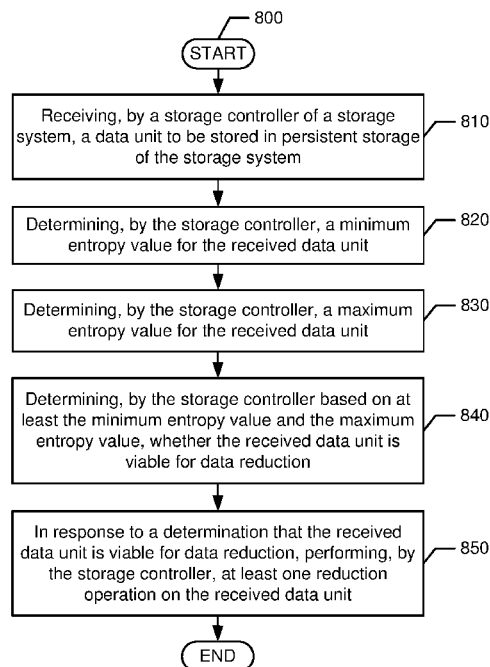 800
START
Receiving, by a storage controller of a storage
system, a data unit to be stored in persistent storage
of the storage system
810
Determining, by the storage controller, a minimum
entropy value for the received data unit
820
Determining, by the storage controller, a maximum
entropy value for the received data unit
830
Determining, by the storage controller based on at
least the minimum entropy value and the maximum
entropy value, whether the received data unit is
viable for data reduction
840
In response to a determination that the received
data unit is viable for data reduction, performing, by
the storage controller, at least one reduction
operation on the received data unit
850
END